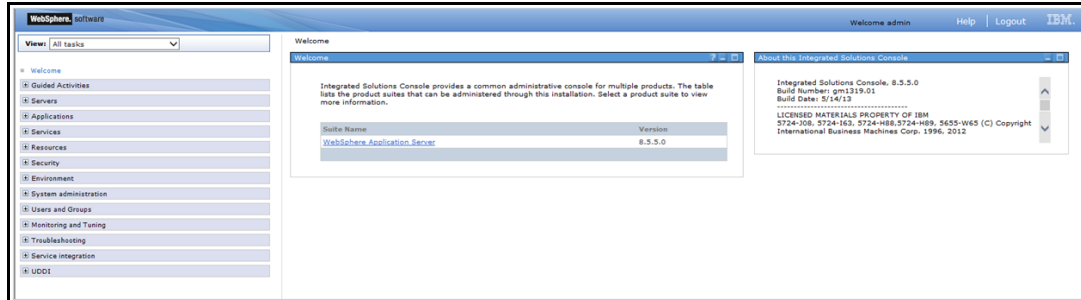 WebSphere. software
Welcome admin Help Logout IBM.
View: All tasks
Welcome
Guided Activities
Servers
Applications
Services
Resources
Security
Environment
System administration
Users and Groups
Monitoring and Tuning
Troubleshooting
Service integration
UDDI
Welcome
Welcome
Integrated Solutions Console provides a common administrative console for multiple products. The table
lists the product suites that can be administered through this installation. Select a product suite to view
more information.
Suite Name Version
WebSphere Application Server 8.5.5.0
About this Integrated Solutions Console
Integrated Solutions Console, 8.5.5.0
Build Number: gm1319.01
Build Date: 5/14/13
------------------------------------
LICENSED MATERIALS PROPERTY OF IBM
5724-J08, 5724-I63, 5724-H88,5724-H89, 5655-W65 (C) Copyright
International Business Machines Corp. 1996, 2012